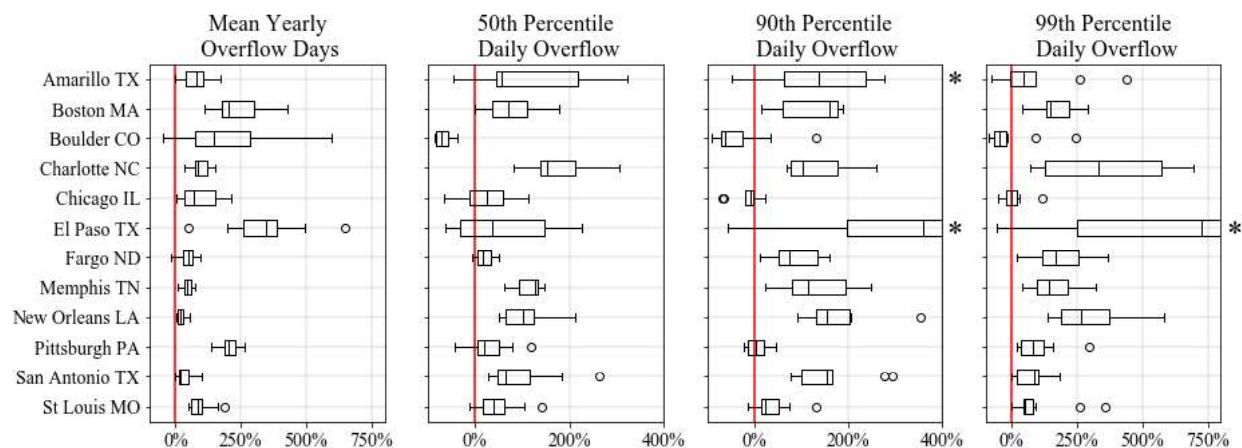 Mean Yearly
Overflow Days
50th Percentile
Daily Overflow
90th Percentile
Daily Overflow
99th Percentile
Daily Overflow
Amarillo TX
*
Boston MA
Boulder CO
Charlotte NC
Chicago IL
El Paso TX
*
*
Fargo ND
Memphis TN
New Orleans LA
Pittsburgh PA
San Antonio TX
St Louis MO
0% 250% 500% 750%
0% 200% 400%
0% 200% 400%
0% 250% 500% 750%